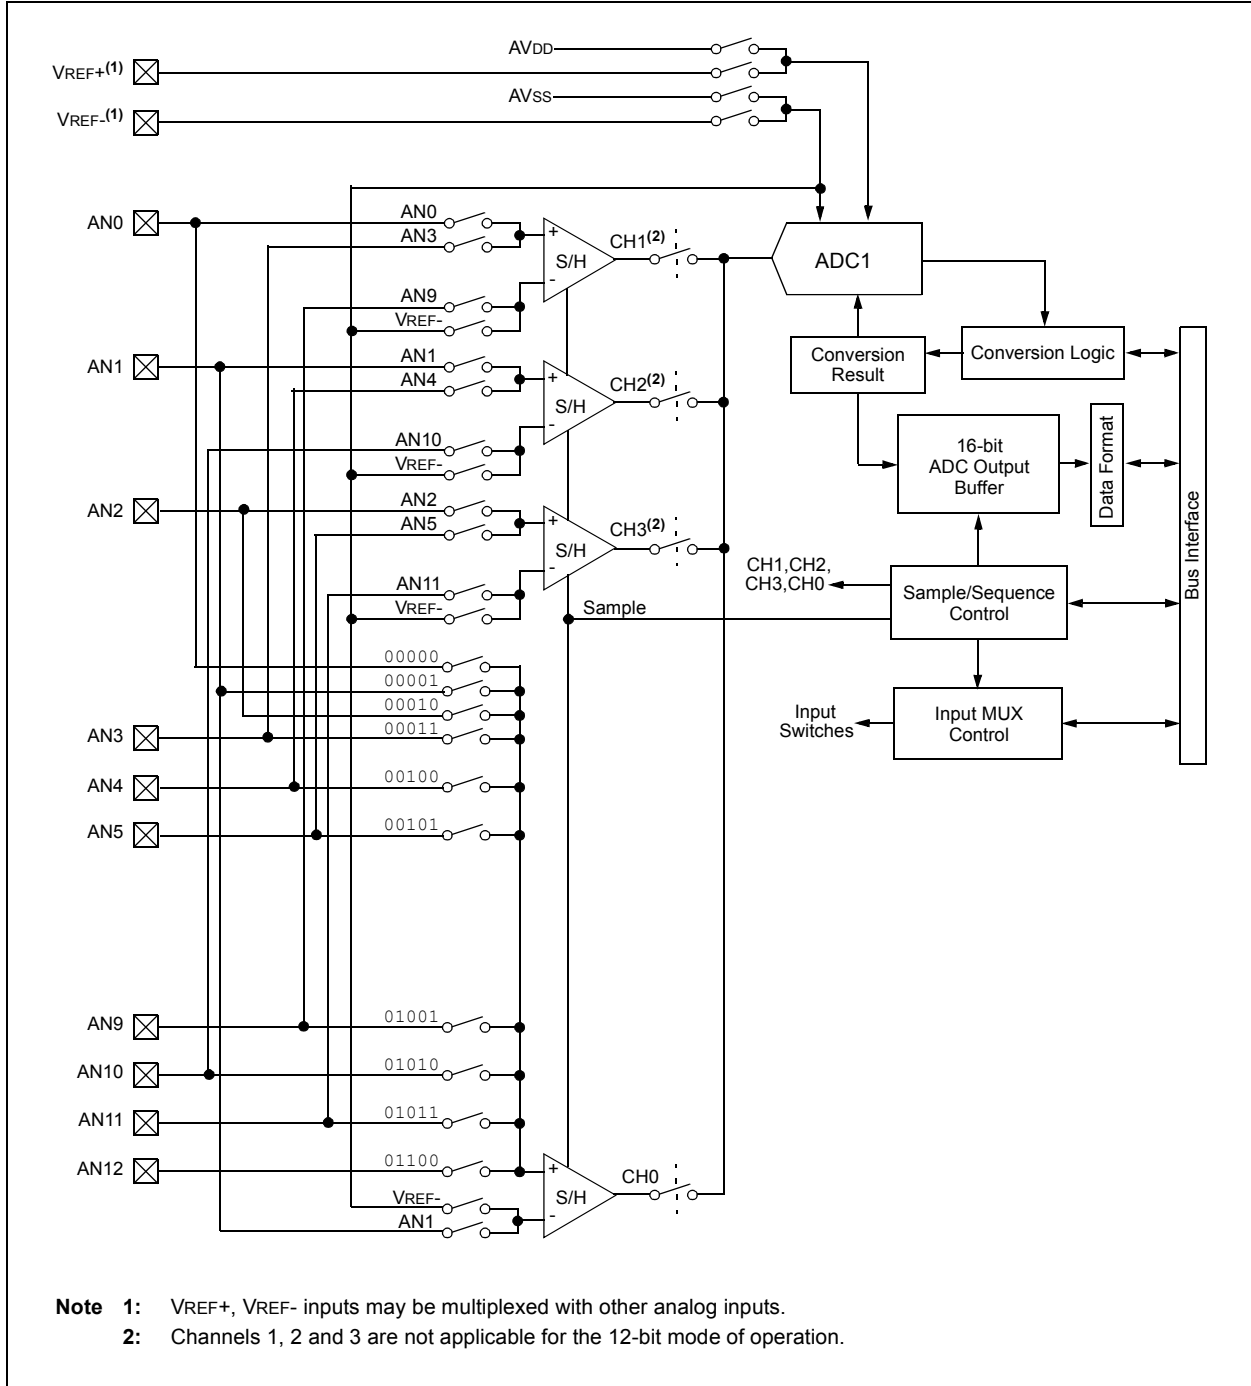 AVDD
VREF+(1)
AVSS
VREF-(1)
AN0
AN0
AN3
+
S/H
-
CH1(2)
AN9
VREF-
ADC1
AN1
AN1
AN4
+
S/H
-
CH2(2)
AN10
VREF-
Conversion
Result
Conversion Logic
16-bit
ADC Output
Buffer
Data Format
Bus Interface
AN2
AN2
AN5
+
S/H
-
CH3(2)
AN11
VREF-
CH1,CH2,
CH3,CH0
Sample/Sequence
Control
Sample
00000
00001
00010
AN3
00011
Input
Switches
Input MUX
Control
AN4
00100
AN5
00101
AN9
01001
AN10
01010
AN11
01011
AN12
01100
+
S/H
-
CH0
VREF-
AN1
Note 1: VREF+, VREF- inputs may be multiplexed with other analog inputs.
2: Channels 1, 2 and 3 are not applicable for the 12-bit mode of operation.